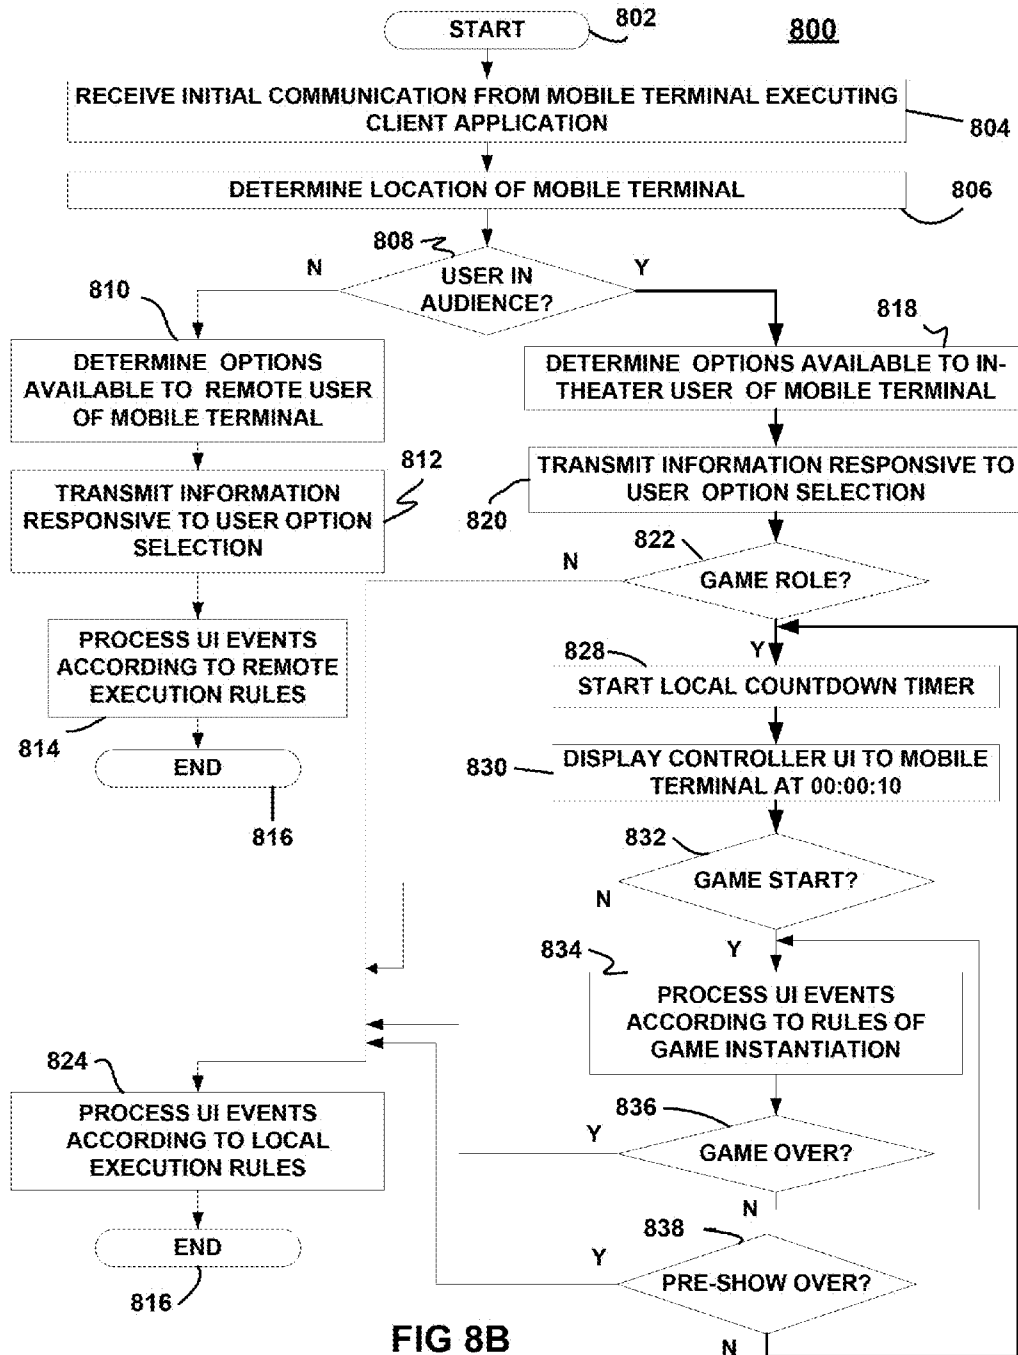 START
802
800
RECEIVE INITIAL COMMUNICATION FROM MOBILE TERMINAL EXECUTING
CLIENT APPLICATION
804
DETERMINE LOCATION OF MOBILE TERMINAL
806
808
N
USER IN
AUDIENCE?
Y
810
DETERMINE OPTIONS
AVAILABLE TO REMOTE USER
OF MOBILE TERMINAL
818
DETERMINE OPTIONS AVAILABLE TO IN-
THEATER USER OF MOBILE TERMINAL
812
TRANSMIT INFORMATION
RESPONSIVE TO USER OPTION
SELECTION
TRANSMIT INFORMATION RESPONSIVE TO
USER OPTION SELECTION
820
822
N
GAME ROLE?
PROCESS UI EVENTS
ACCORDING TO REMOTE
EXECUTION RULES
814
Y
828
START LOCAL COUNTDOWN TIMER
END
816
830
DISPLAY CONTROLLER UI TO MOBILE
TERMINAL AT 00:00:10
832
GAME START?
N
Y
834
PROCESS UI EVENTS
ACCORDING TO RULES OF
GAME INSTANTIATION
824
PROCESS UI EVENTS
ACCORDING TO LOCAL
EXECUTION RULES
836
Y
GAME OVER?
N
END
816
838
Y
PRE-SHOW OVER?
N
FIG 8B